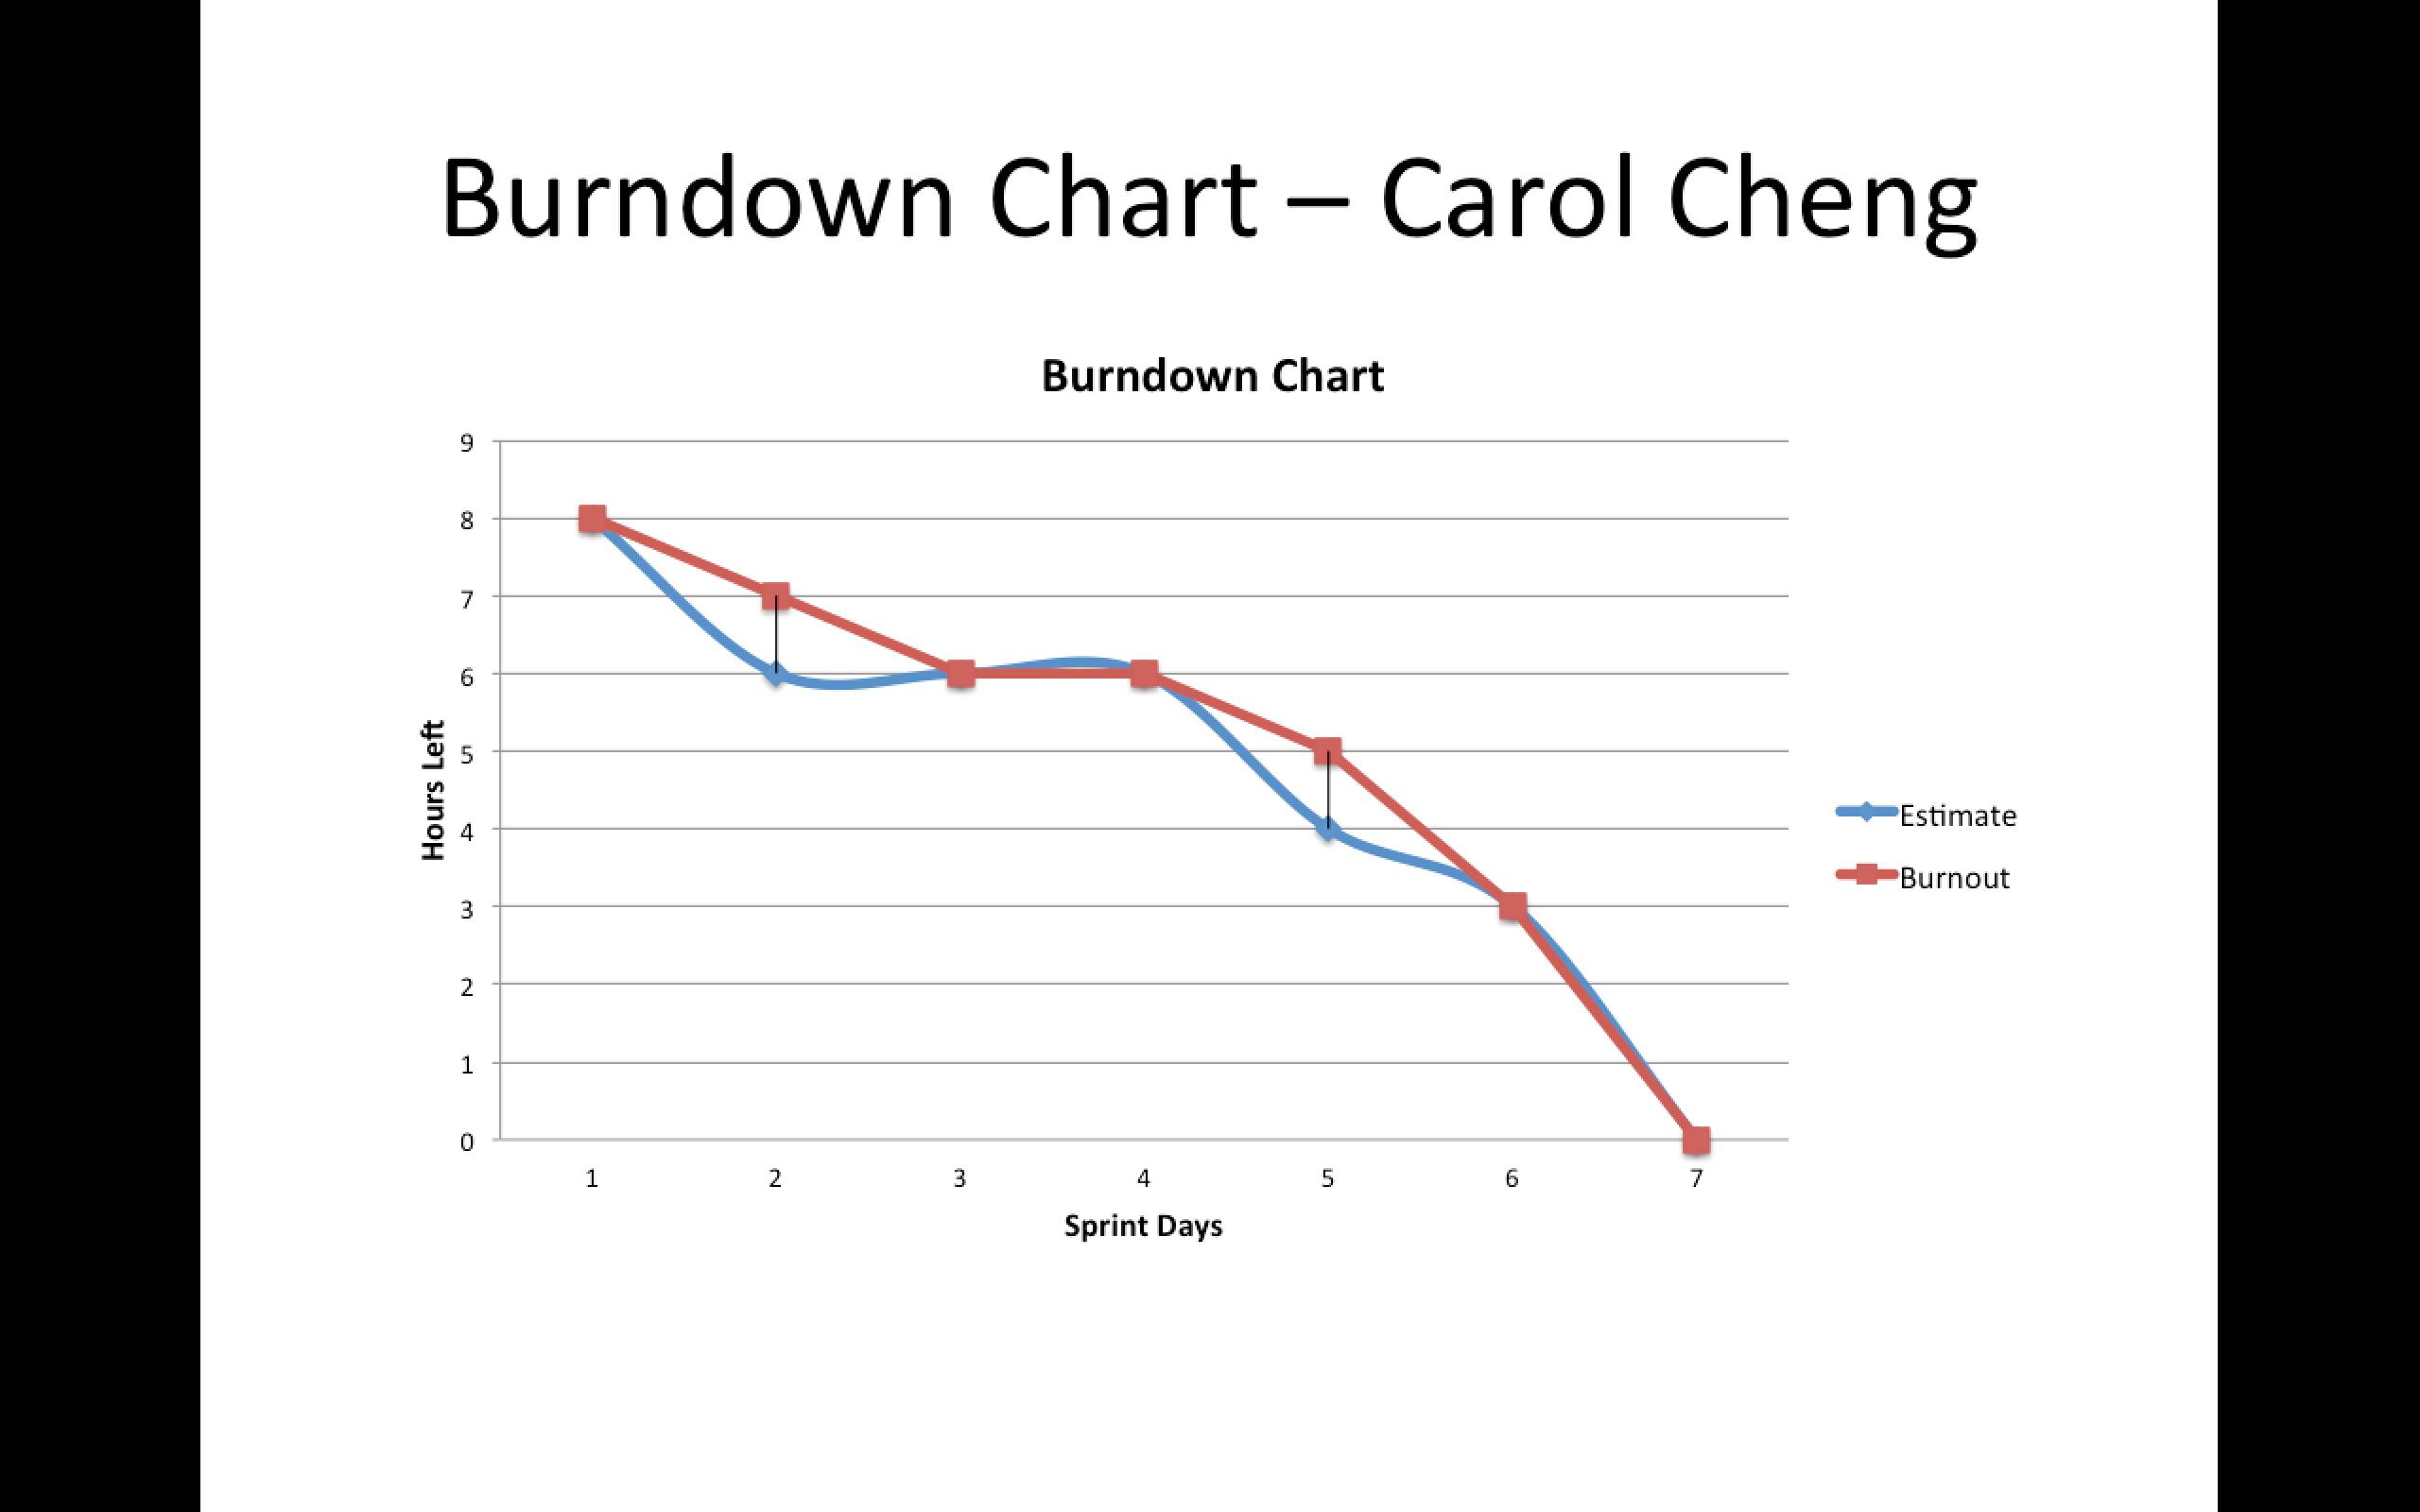 Burndown Chart – Carol Cheng
Burndown Chart
9
8
7
6
5
4
3
2
1
0
Hours Left
1 2 3 4 5 6 7
Sprint Days
Estimate
Burnout